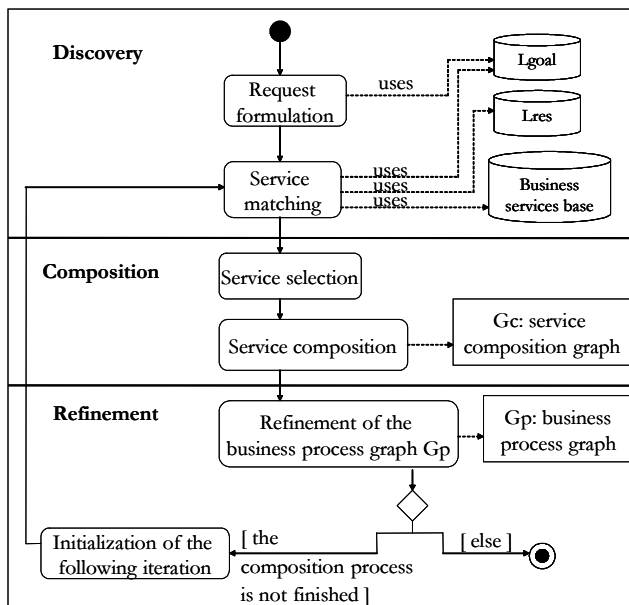 Discovery
Request
formulation
uses
Lgoal
Lres
Service
matching
uses
uses
uses
Business
services base
Composition
Service selection
Service composition
Gc: service
composition graph
Refinement
Refinement of the
business process graph Gp
Gp: business
process graph
Initialization of the
following iteration
[ the
composition process
is not finished ]
[ else ]